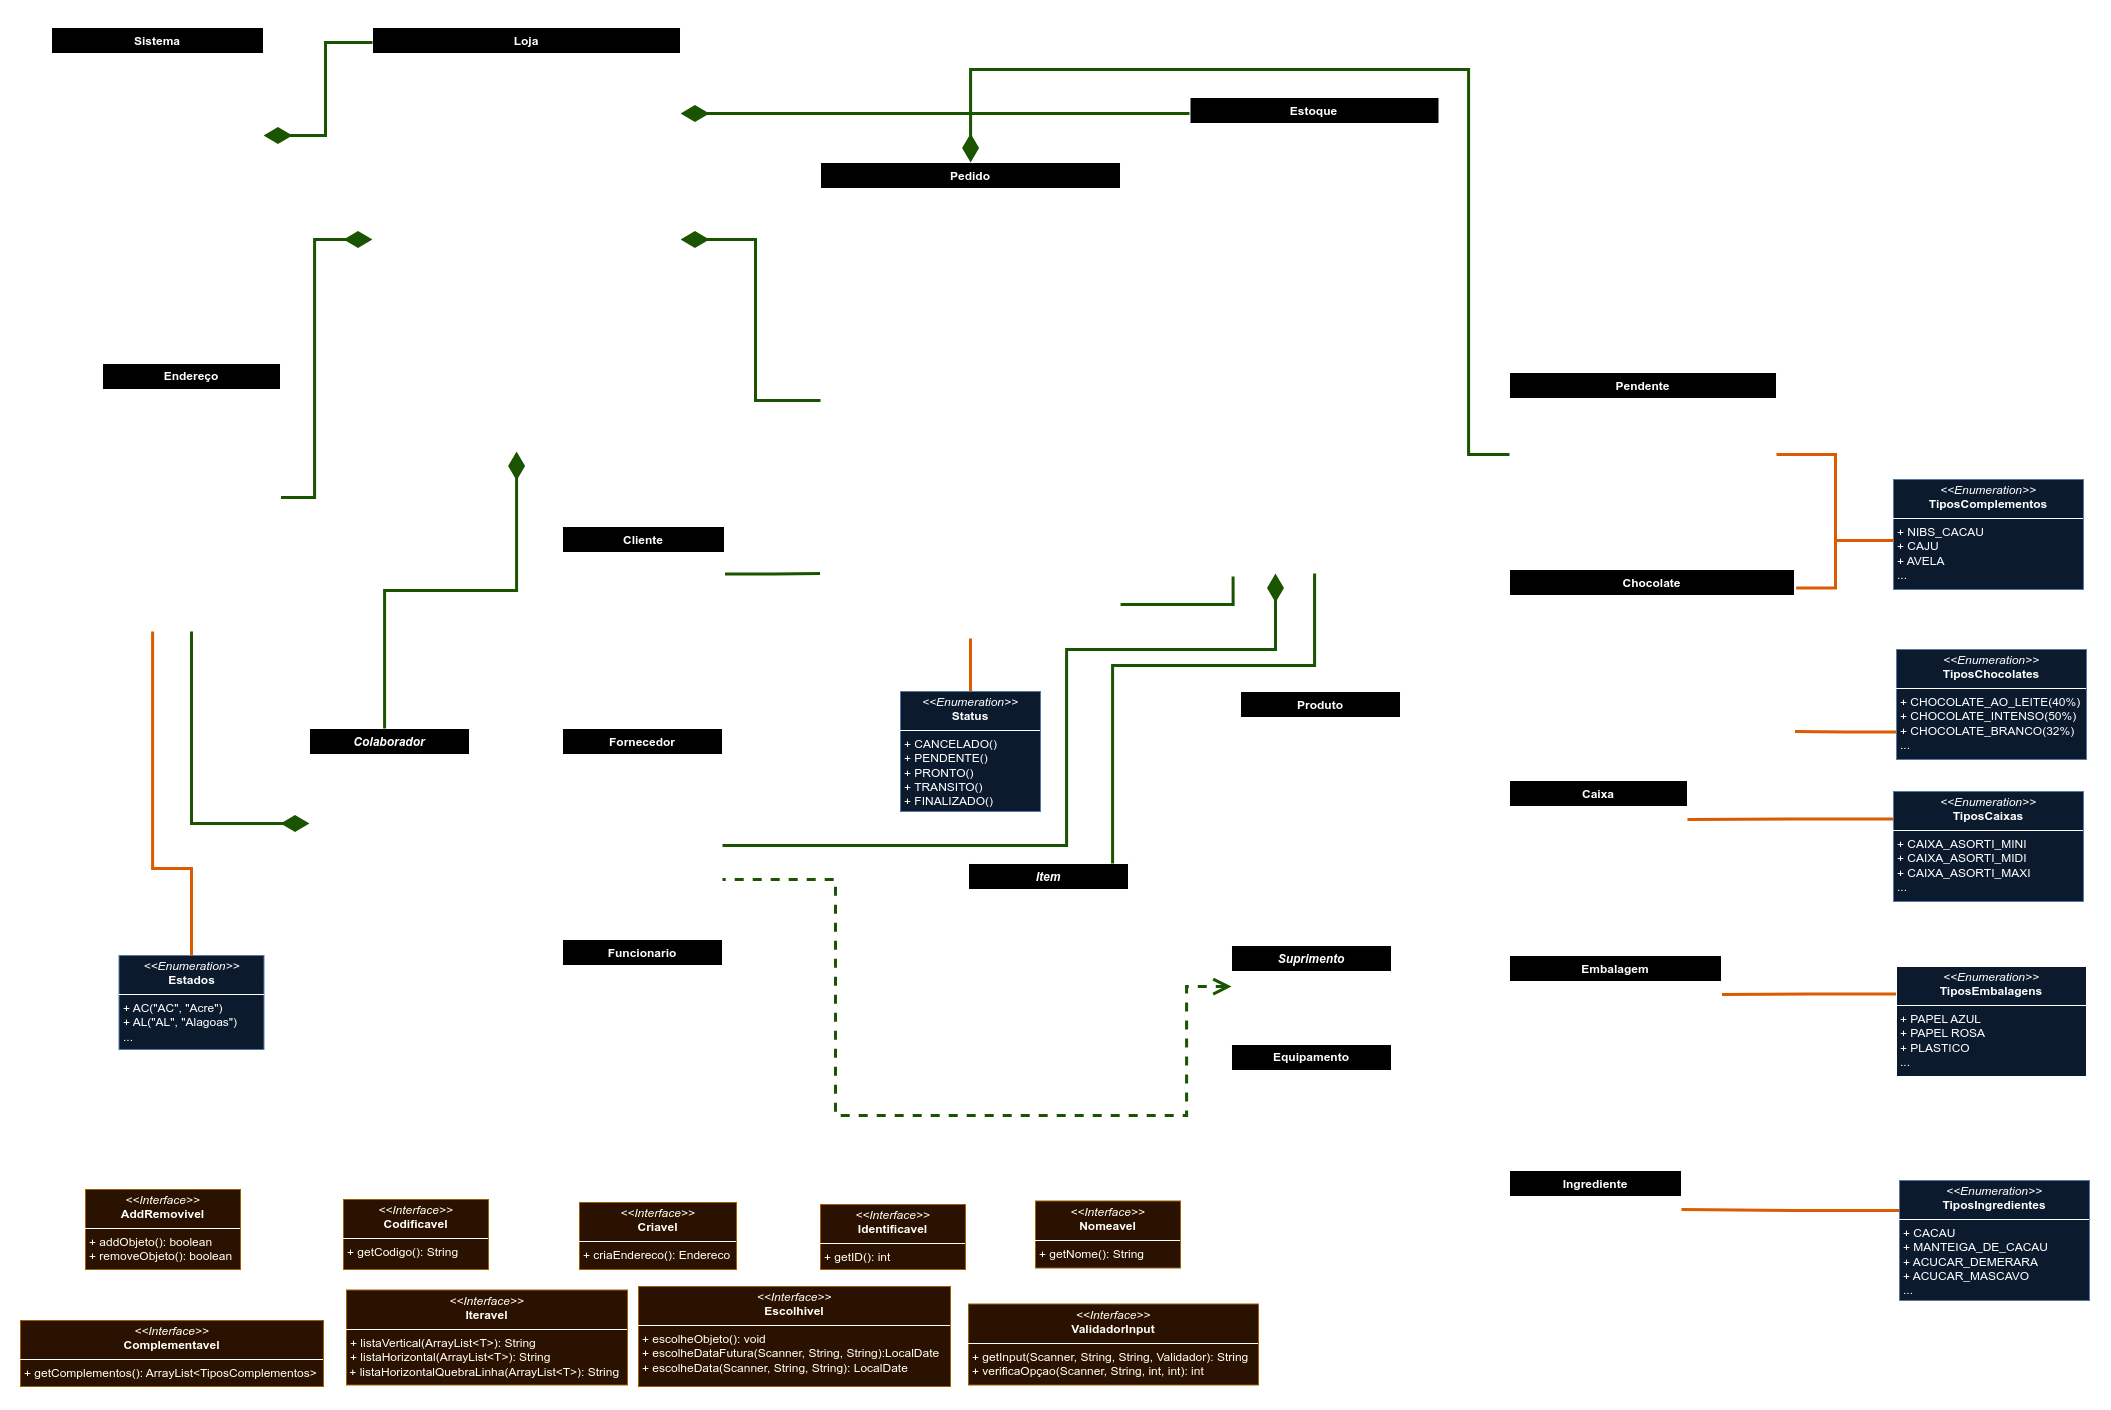 Sistema
Loja
Estoque
Pedido
Endereço
Pendente
<<Enumeration>>
TiposComplementos
+ NIBS_CACAU
+ CAJU
+ AVELA
...
Cliente
Chocolate
<<Enumeration>>
TiposChocolates
+ CHOCOLATE_AO_LEITE(40%)
+ CHOCOLATE_INTENSO(50%)
+ CHOCOLATE_BRANCO(32%)
...
<<Enumeration>>
Status
+ CANCELADO()
+ PENDENTE()
+ PRONTO()
+ TRANSITO()
+ FINALIZADO()
Produto
Colaborador
Fornecedor
Caixa
<<Enumeration>>
TiposCaixas
+ CAIXA_ASORTI_MINI
+ CAIXA_ASORTI_MIDI
+ CAIXA_ASORTI_MAXI
...
Item
Funcionario
Suprimento
Embalagem
<<Enumeration>>
Estados
+ AC("AC", "Acre")
+ AL("AL", "Alagoas")
...
<<Enumeration>>
TiposEmbalagens
+ PAPEL AZUL
+ PAPEL ROSA
+ PLASTICO
...
Equipamento
Ingrediente
<<Enumeration>>
TiposIngredientes
+ CACAU
+ MANTEIGA_DE_CACAU
+ ACUCAR_DEMERARA
+ ACUCAR_MASCAVO
...
<<Interface>>
AddRemovivel
+ addObjeto(): boolean
+ removeObjeto(): boolean
<<Interface>>
Codificavel
+ getCodigo(): String
<<Interface>>
Criavel
+ criaEndereco(): Endereco
<<Interface>>
Identificavel
+ getID(): int
<<Interface>>
Nomeavel
+ getNome(): String
<<Interface>>
Complementavel
+ getComplementos(): ArrayList<TiposComplementos>
<<Interface>>
Iteravel
+ listaVertical(ArrayList<T>): String
+ listaHorizontal(ArrayList<T>): String
+ listaHorizontalQuebraLinha(ArrayList<T>): String
<<Interface>>
Escolhivel
+ escolheObjeto(): void
+ escolheDataFutura(Scanner, String, String):LocalDate
+ escolheData(Scanner, String, String): LocalDate
<<Interface>>
ValidadorInput
+ getInput(Scanner, String, String, Validador): String
+ verificaOpçao(Scanner, String, int, int): int